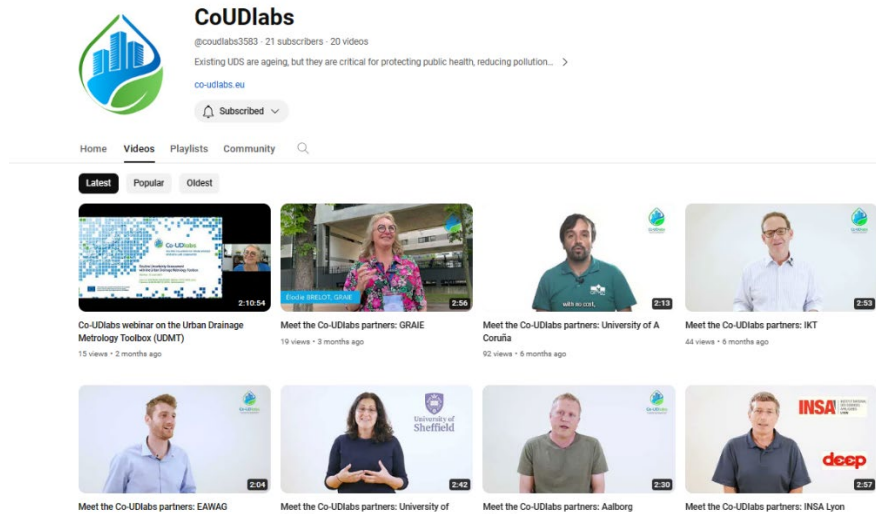 CoUDlabs
@coudlabs3583 · 21 subscribers · 20 videos
Existing UDS are ageing, but they are critical for protecting public health, reducing pollution... >
co-udlabs.eu
Subscribed
Home Videos Playlists Community
Latest Popular Oldest
Co-UDlabs
2:10:54
Elodie BRELOT, GRAIE
2:56
with no cost,
2:13
2:53
Co-UDlabs webinar on the Urban Drainage
Metrology Toolbox (UDMT)
15 views • 2 months ago
Meet the Co-UDlabs partners: GRAIE
19 views • 3 months ago
Meet the Co-UDlabs partners: University of A
Coruña
92 views • 6 months ago
Meet the Co-UDlabs partners: IKT
44 views • 6 months ago
2:04
University of
Sheffield
2:42
2:30
INSA
deep
2:57
Meet the Co-UDlabs partners: EAWAG
Meet the Co-UDlabs partners: University of
Meet the Co-UDlabs partners: Aalborg
Meet the Co-UDlabs partners: INSA Lyon